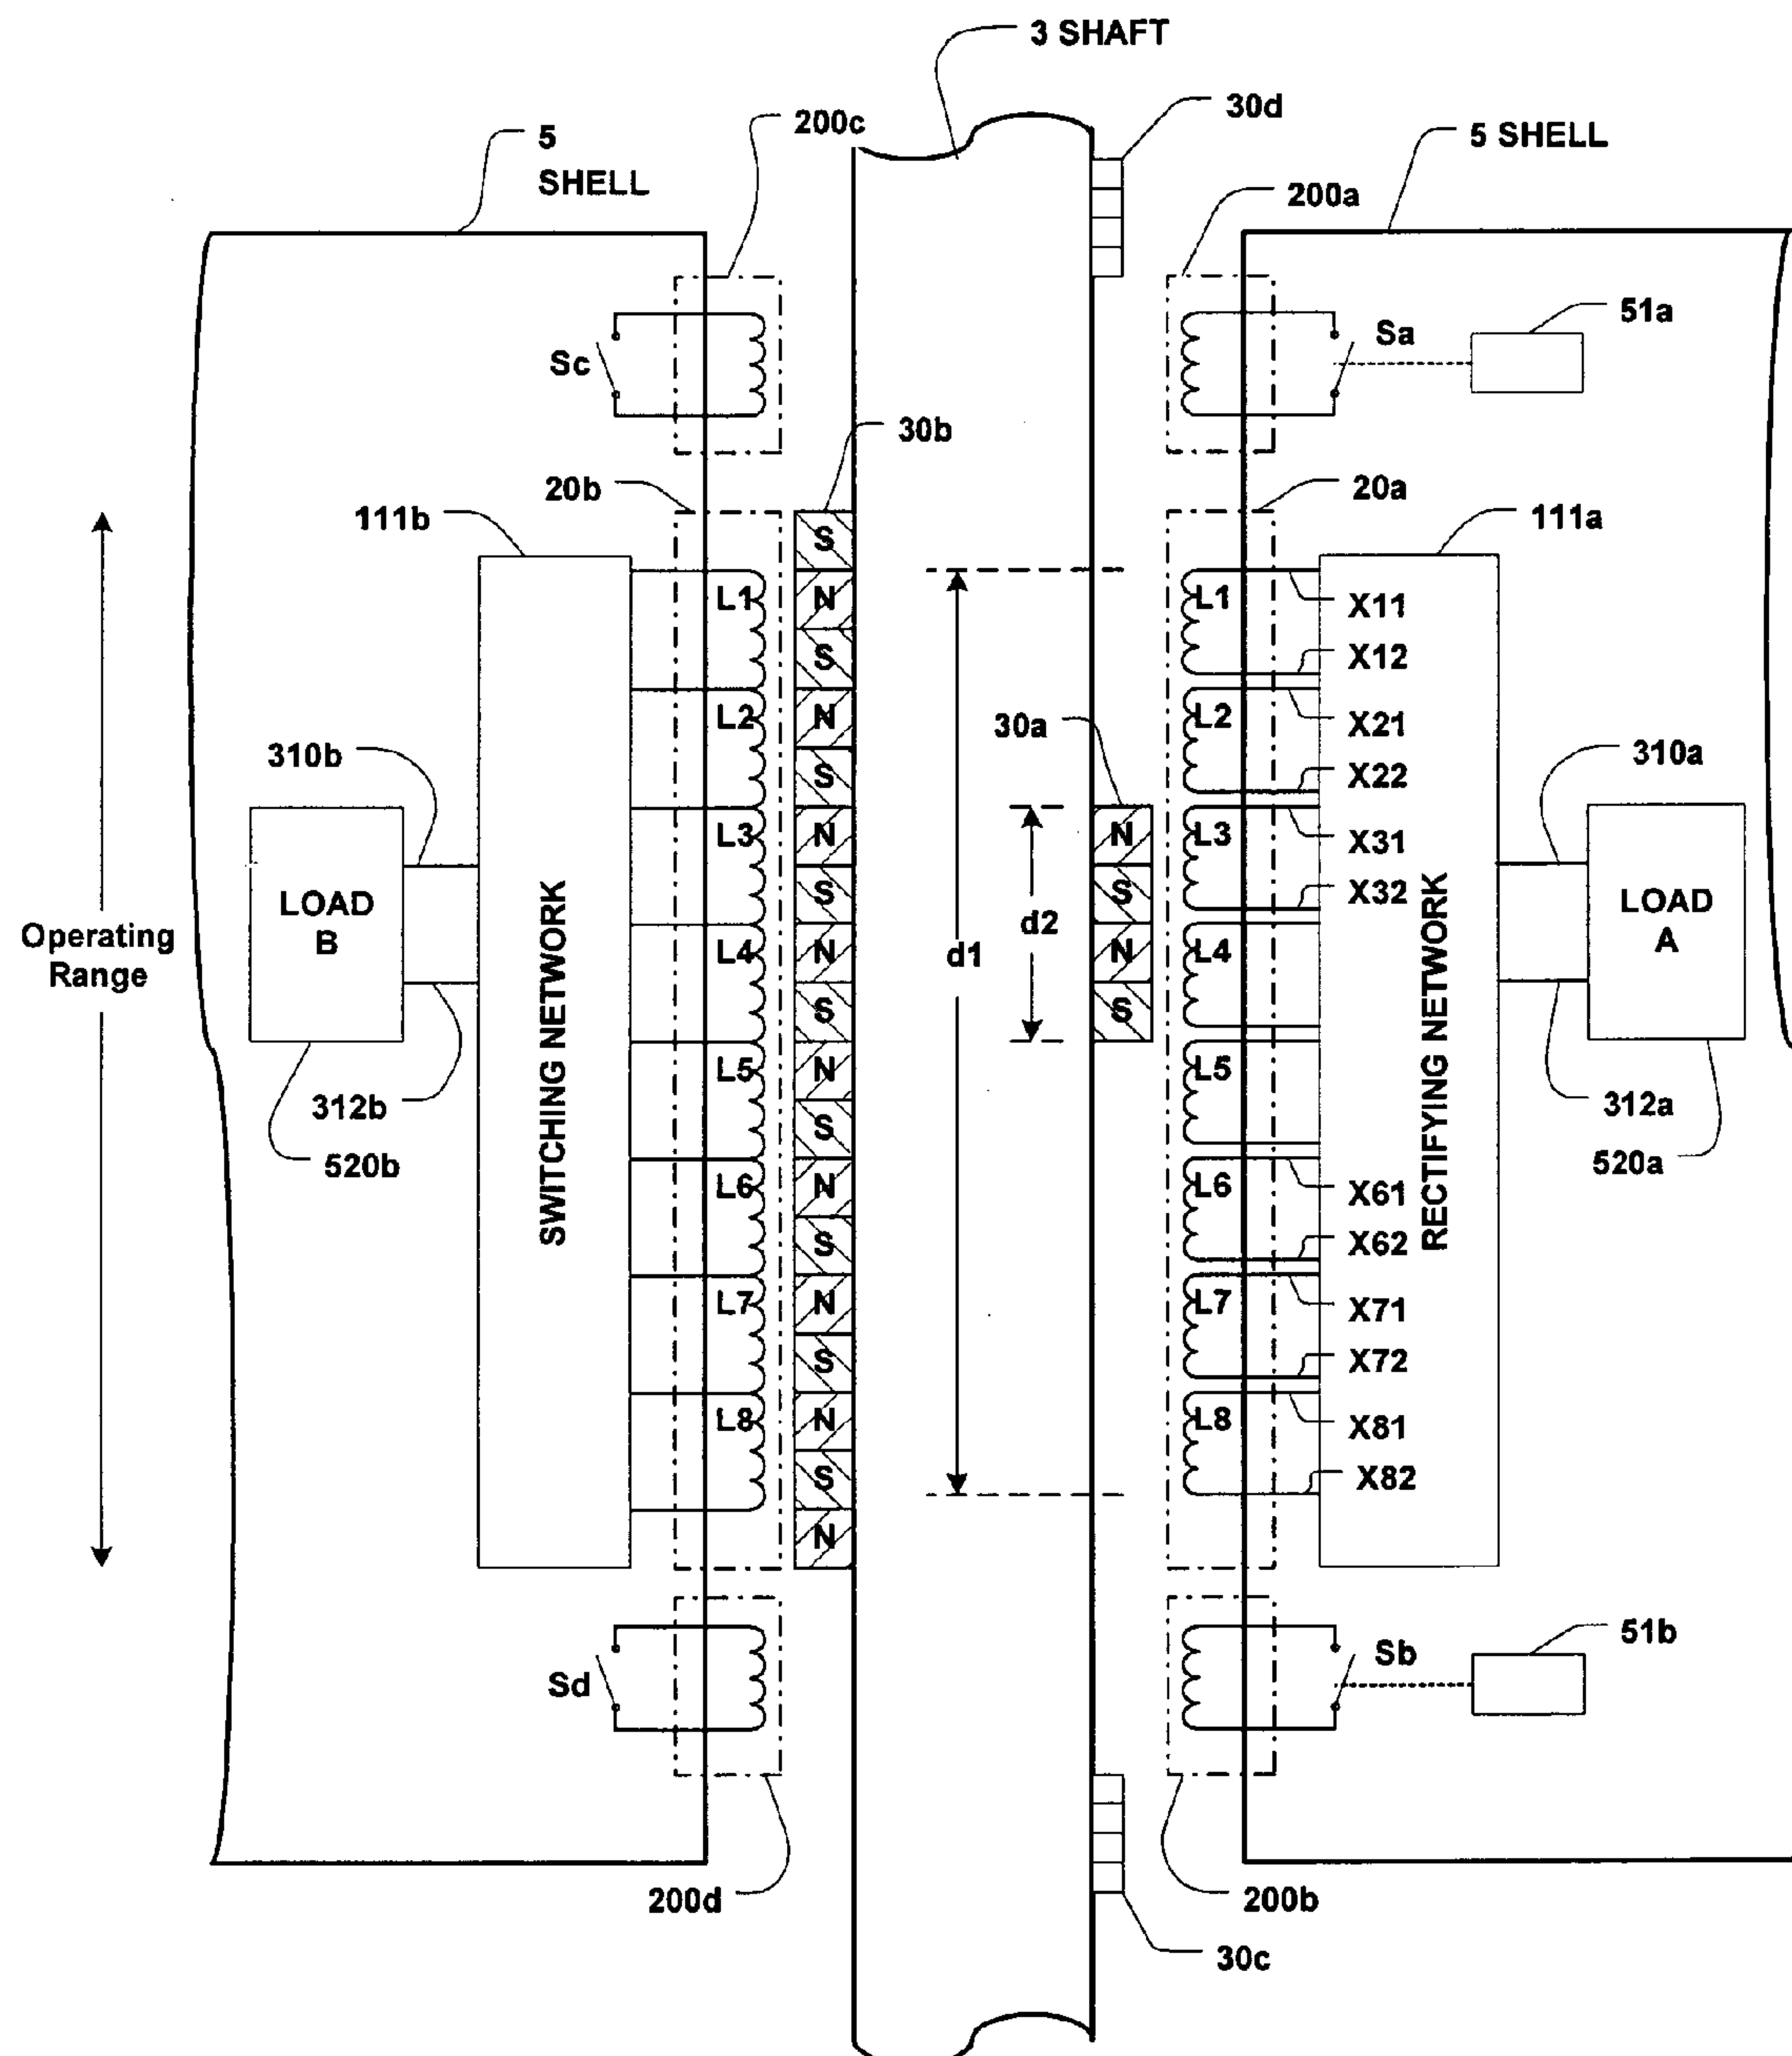 3 SHAFT
30d
200c
5
SHELL
5 SHELL
200a
51a
Sc
Sa
30b
20b
20a
111b
111a
S
N
S
N
S
N
S
N
S
N
S
N
S
N
S
N
S
N
L1
L2
L3
L4
L5
L6
L7
L8
L1
L2
L3
L4
L5
L6
L7
L8
X11
X12
X21
X22
X31
X32
X61
X62
X71
X72
X81
X82
30a
N
S
N
S
d1
d2
310b
310a
LOAD
B
LOAD
A
Operating
Range
SWITCHING NETWORK
RECTIFYING NETWORK
312b
312a
520b
520a
Sd
Sb
51b
200d
200b
30c